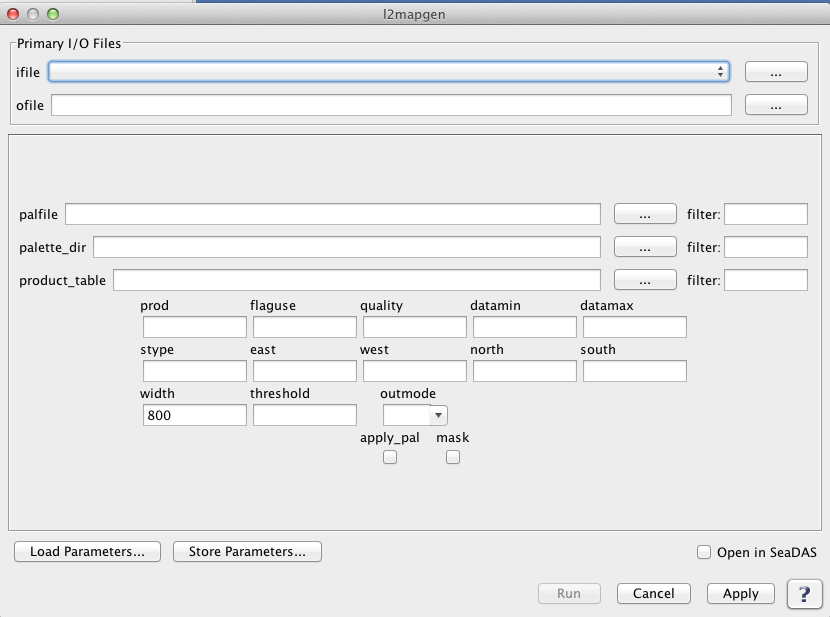 l2mapgen
Primary I/O Files
ifile ...
ofile ...
palfile ... filter:
palette_dir ... filter:
product_table ... filter:
prod flaguse quality datamin datamax
stype east west north south
width threshold outmode
800
apply_pal mask
Load Parameters... Store Parameters... Open in SeaDAS
Run Cancel Apply ?